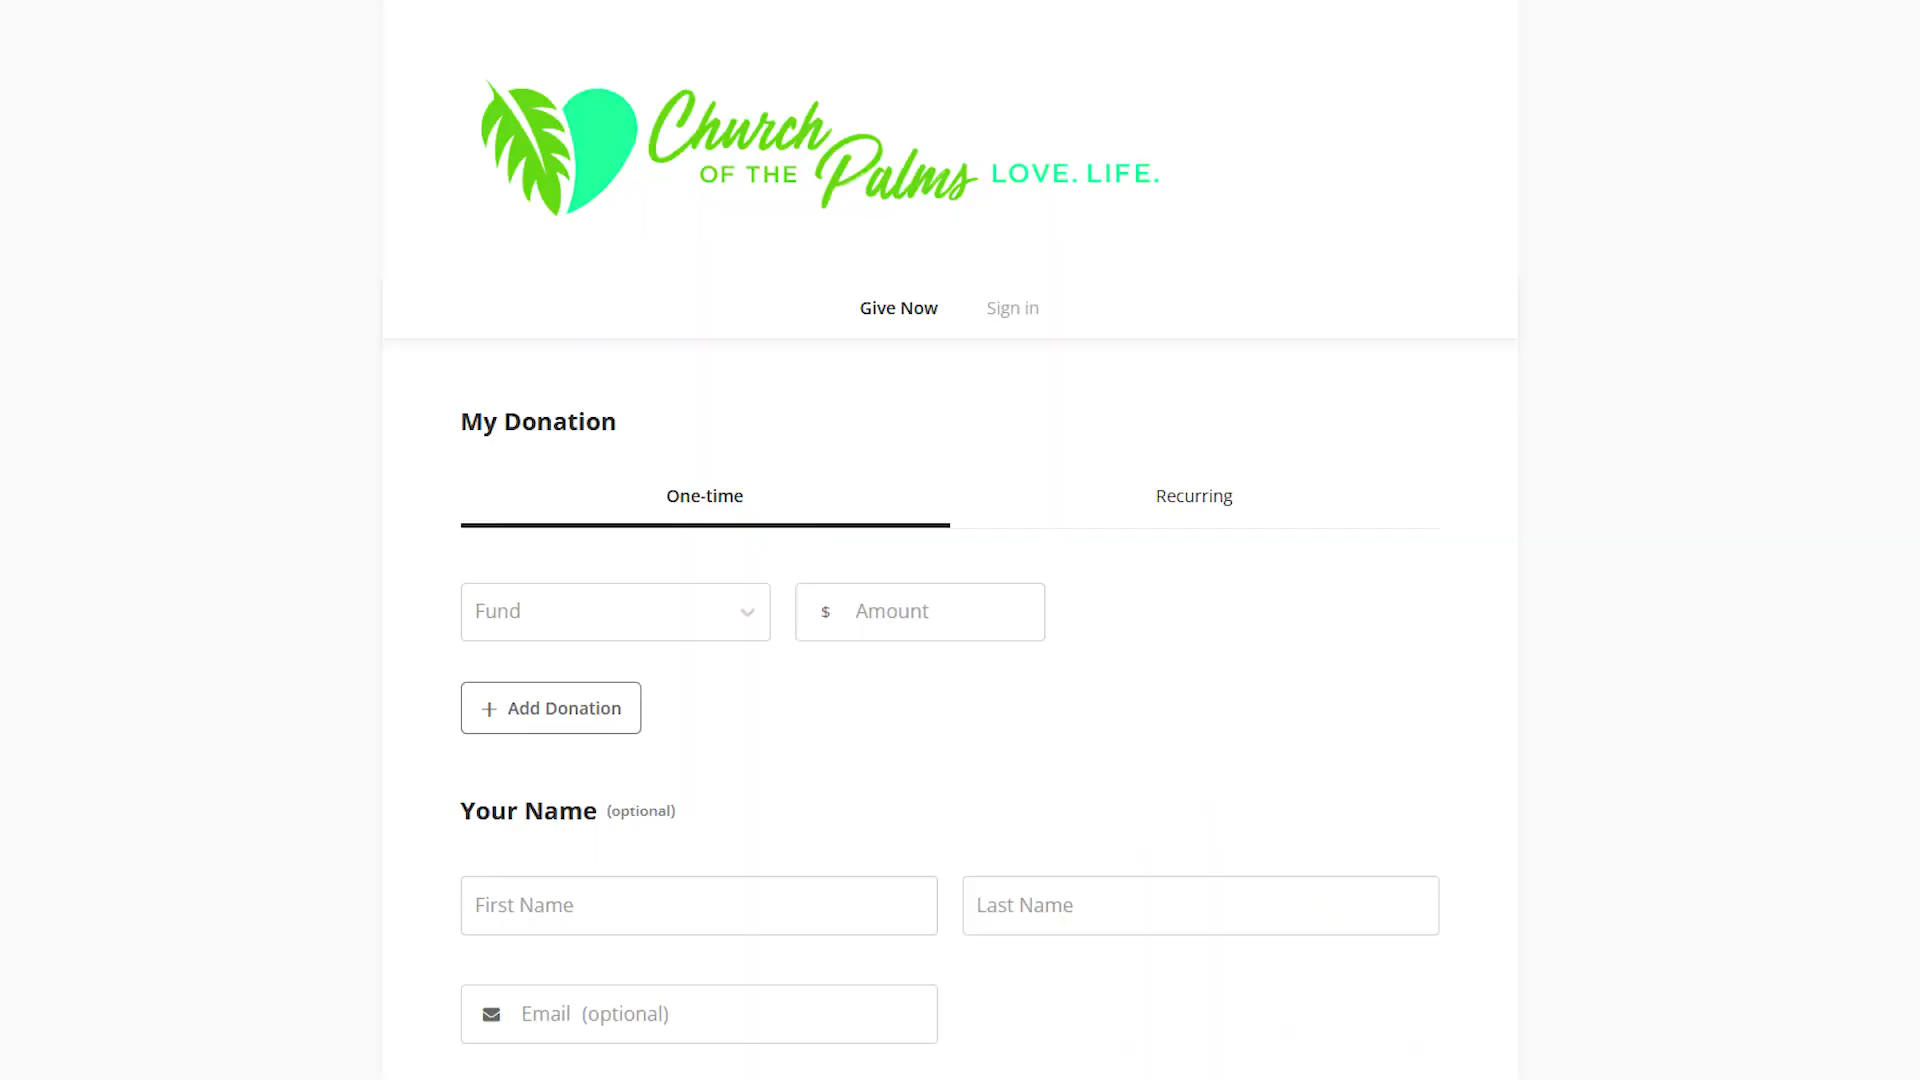 Church
OF THE Palms LOVE. LIFE.
Give Now Sign in
My Donation
One-time Recurring
Fund $ Amount
+ Add Donation
Your Name (optional)
First Name Last Name
Email (optional)